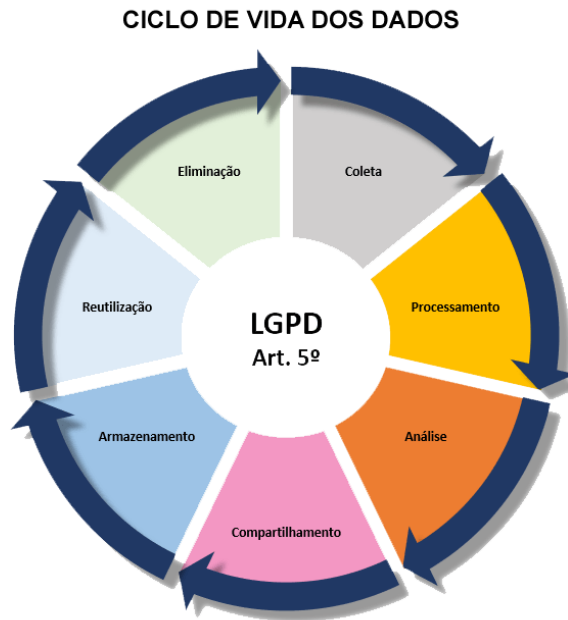 CICLO DE VIDA DOS DADOS
Eliminação
Coleta
Reutilização
LGPD
Art. 5º
Processamento
Armazenamento
Análise
Compartilhamento